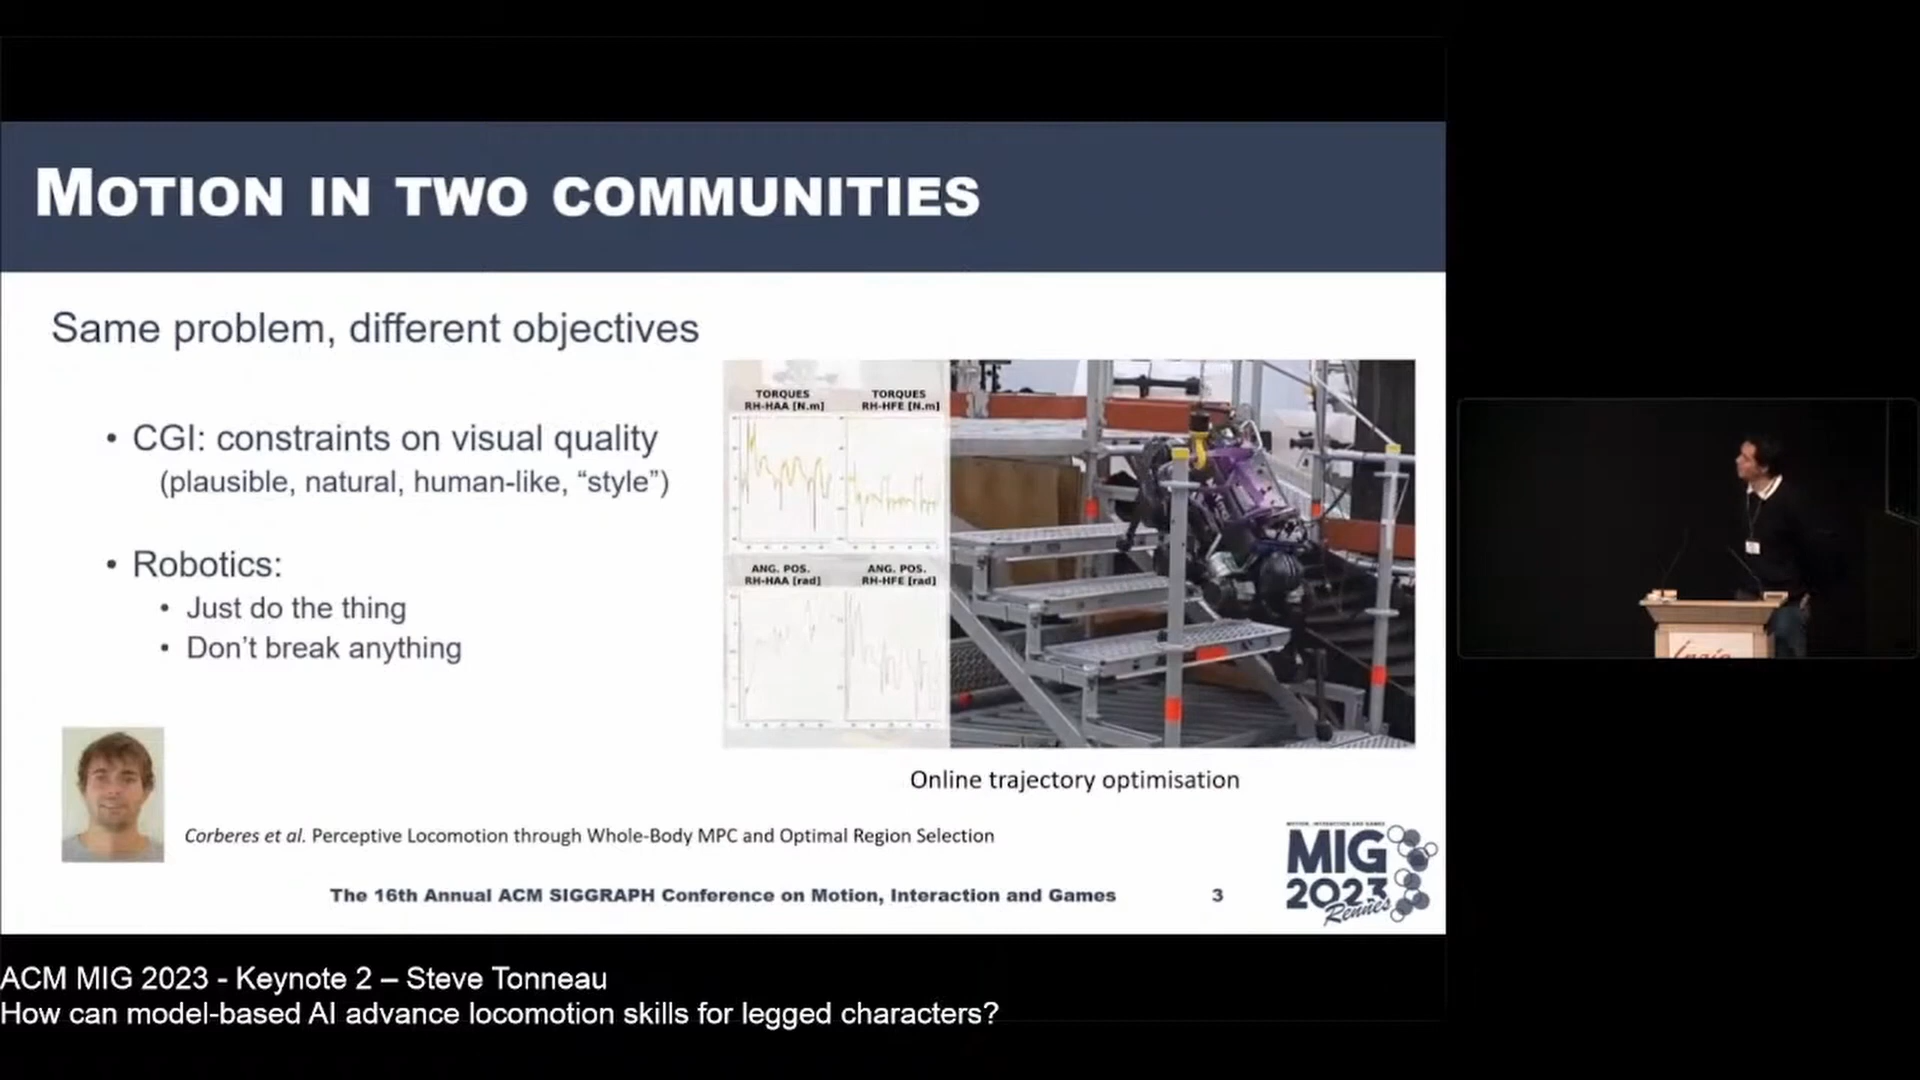 MOTION IN TWO COMMUNITIES
Same problem, different objectives
• CGI: constraints on visual quality
(plausible, natural, human-like, “style”)
• Robotics:
• Just do the thing
• Don’t break anything
TORQUES
RH-HAA [N.m]
TORQUES
RH-HFE [N.m]
ANG. POS.
RH-HAA [rad]
ANG. POS.
RH-HFE [rad]
Online trajectory optimisation
Corberes et al. Perceptive Locomotion through Whole-Body MPC and Optimal Region Selection
The 16th Annual ACM SIGGRAPH Conference on Motion, Interaction and Games
3
MOTION, INTERACTION AND GAMES
MIG
2023
Rennes
Inria
ACM MIG 2023 - Keynote 2 – Steve Tonneau
How can model-based AI advance locomotion skills for legged characters?